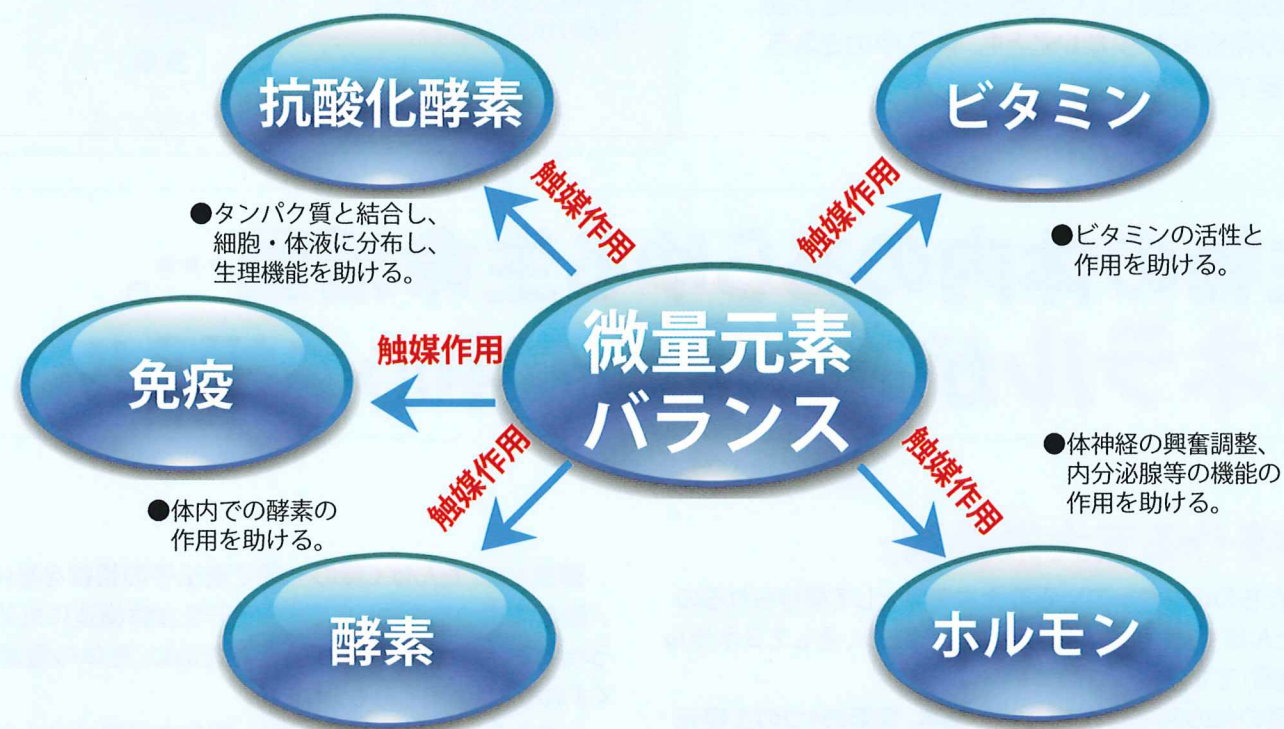 抗酸化酵素
ビタミン
触媒作用
触媒作用
●タンパク質と結合し、
細胞・体液に分布し、
生理機能を助ける。
●ビタミンの活性と
作用を助ける。
免疫
触媒作用
微量元素
バランス
触媒作用
触媒作用
●体神経の興奮調整、
内分泌腺等の機能の
作用を助ける。
●体内での酵素の
作用を助ける。
酵素
ホルモン